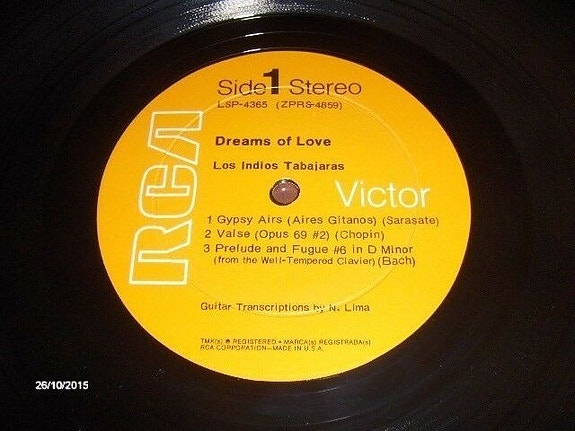 Side 1 Stereo
LSP-4365 (ZPRS-4859)
Dreams of Love
Los Indios Tabajaras
RCA
Victor
1 Gypsy Airs (Aires Gitanos) (Sarasate)
2 Valse (Opus 69 #2) (Chopin)
3 Prelude and Fugue #6 in D Minor
(from the Well-Tempered Clavier) (Bach)
Guitar Transcriptions by N. Lima
TMK(s) ® REGISTERED • MARCA(s) REGISTRADA(s)
RCA CORPORATION—MADE IN U.S.A.
26/10/2015